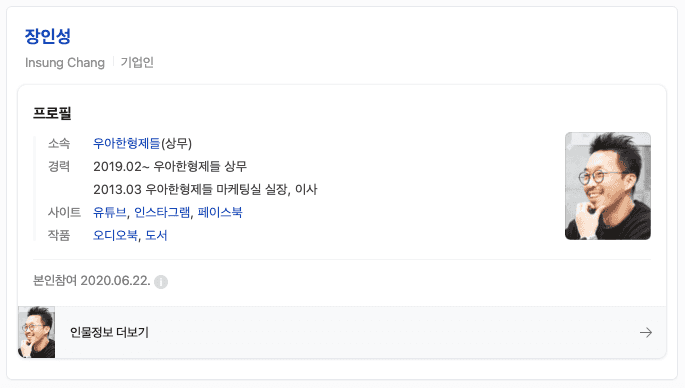 장인성
Insung Chang 기업인
프로필
소속 우아한형제들(상무)
경력 2019.02~ 우아한형제들 상무
2013.03 우아한형제들 마케팅실 실장, 이사
사이트 유튜브, 인스타그램, 페이스북
작품 오디오북, 도서
본인참여 2020.06.22. i
인물정보 더보기